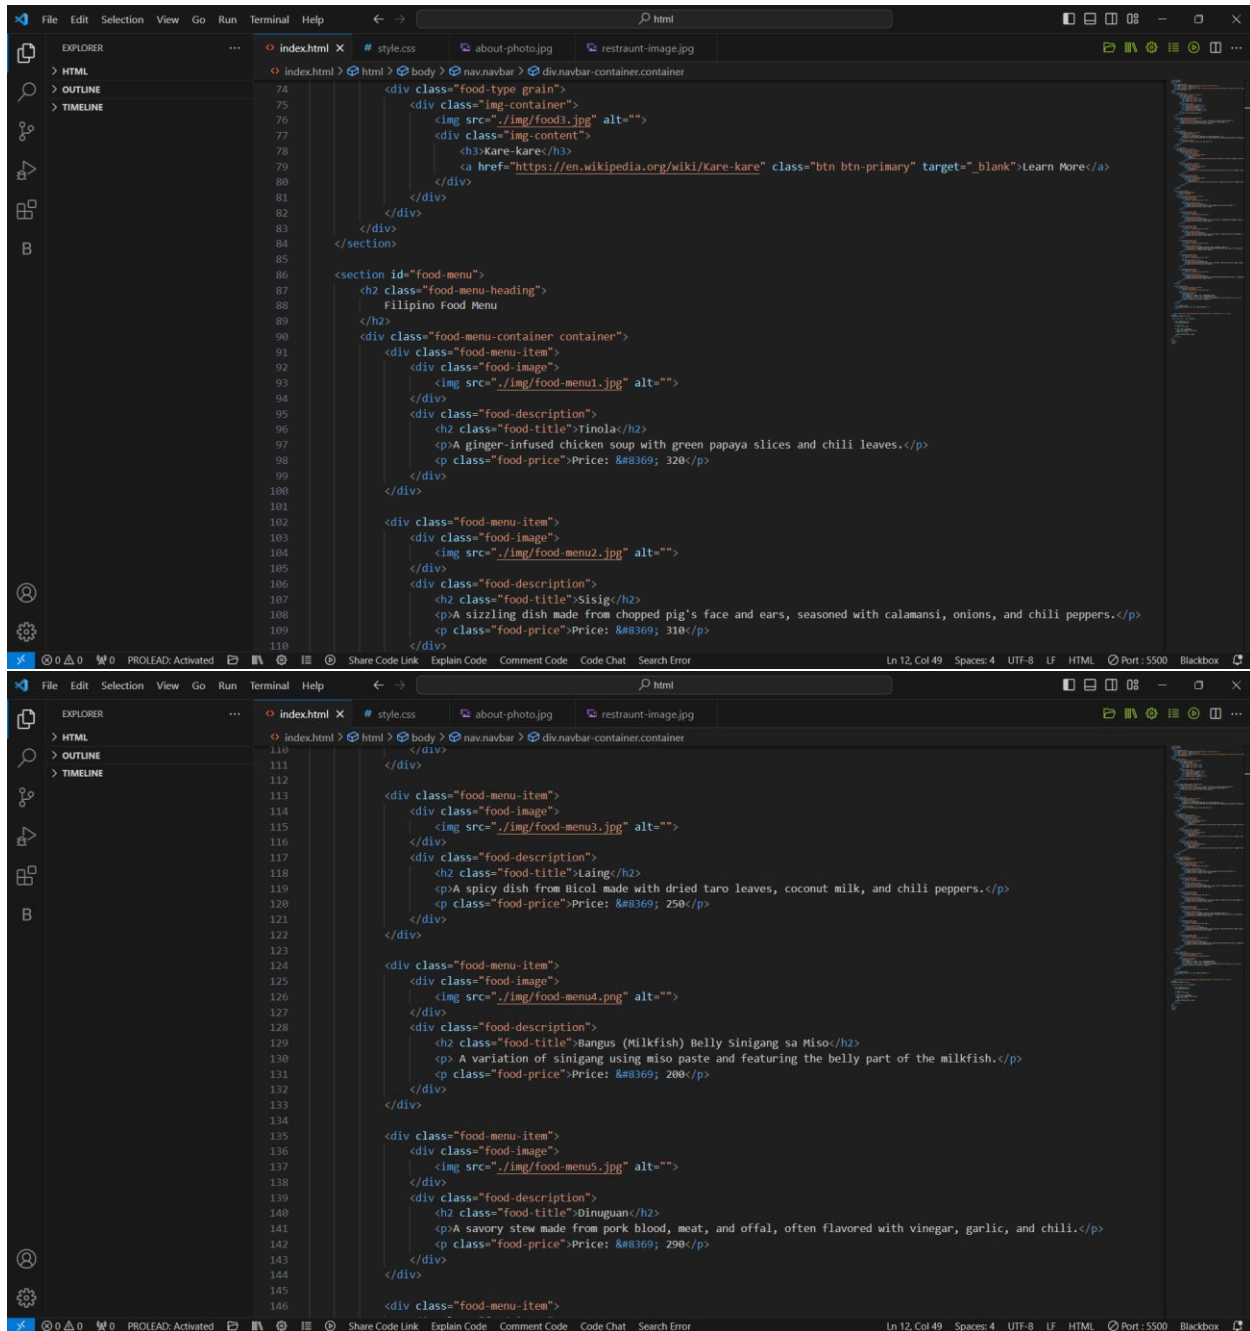 File Edit Selection View Go Run Terminal Help
html
EXPLORER
HTML
OUTLINE
TIMELINE
index.html
style.css
about-photo.jpg
restraunt-image.jpg
index.html > html > body > nav.navbar > div.navbar-container.container
74 <div class="food-type grain">
75 <div class="img-container">
76 <img src="./img/food3.jpg" alt="">
77 <div class="img-content">
78 <h3>Kare-kare</h3>
79 <a href="https://en.wikipedia.org/wiki/Kare-kare" class="btn btn-primary" target="_blank">Learn More</a>
80 </div>
81 </div>
82 </div>
83 </div>
84 </section>
85
86 <section id="food-menu">
87 <h2 class="food-menu-heading">
88 Filipino Food Menu
89 </h2>
90 <div class="food-menu-container container">
91 <div class="food-menu-item">
92 <div class="food-image">
93 <img src="./img/food-menu1.jpg" alt="">
94 </div>
95 <div class="food-description">
96 <h2 class="food-title">Tinola</h2>
97 <p>A ginger-infused chicken soup with green papaya slices and chili leaves.</p>
98 <p class="food-price">Price: &#8369; 320</p>
99 </div>
100 </div>
101
102 <div class="food-menu-item">
103 <div class="food-image">
104 <img src="./img/food-menu2.jpg" alt="">
105 </div>
106 <div class="food-description">
107 <h2 class="food-title">Sisig</h2>
108 <p>A sizzling dish made from chopped pig's face and ears, seasoned with calamansi, onions, and chili peppers.</p>
109 <p class="food-price">Price: &#8369; 310</p>
110 </div>
0 0 0 PROLEAD: Activated Share Code Link Explain Code Comment Code Code Chat Search Error Ln 12, Col 49 Spaces: 4 UTF-8 LF HTML Port : 5500 Blackbox
File Edit Selection View Go Run Terminal Help
html
EXPLORER
HTML
OUTLINE
TIMELINE
index.html
style.css
about-photo.jpg
restraunt-image.jpg
index.html > html > body > nav.navbar > div.navbar-container.container
110 </div>
111 </div>
112
113 <div class="food-menu-item">
114 <div class="food-image">
115 <img src="./img/food-menu3.jpg" alt="">
116 </div>
117 <div class="food-description">
118 <h2 class="food-title">Laing</h2>
119 <p>A spicy dish from Bicol made with dried taro leaves, coconut milk, and chili peppers.</p>
120 <p class="food-price">Price: &#8369; 250</p>
121 </div>
122 </div>
123
124 <div class="food-menu-item">
125 <div class="food-image">
126 <img src="./img/food-menu4.png" alt="">
127 </div>
128 <div class="food-description">
129 <h2 class="food-title">Bangus (Milkfish) Belly Sinigang sa Miso</h2>
130 <p> A variation of sinigang using miso paste and featuring the belly part of the milkfish.</p>
131 <p class="food-price">Price: &#8369; 200</p>
132 </div>
133 </div>
134
135 <div class="food-menu-item">
136 <div class="food-image">
137 <img src="./img/food-menu5.jpg" alt="">
138 </div>
139 <div class="food-description">
140 <h2 class="food-title">Dinuguan</h2>
141 <p>A savory stew made from pork blood, meat, and offal, often flavored with vinegar, garlic, and chili.</p>
142 <p class="food-price">Price: &#8369; 290</p>
143 </div>
144 </div>
145
146 <div class="food-menu-item">
0 0 0 PROLEAD: Activated Share Code Link Explain Code Comment Code Code Chat Search Error Ln 12, Col 49 Spaces: 4 UTF-8 LF HTML Port : 5500 Blackbox